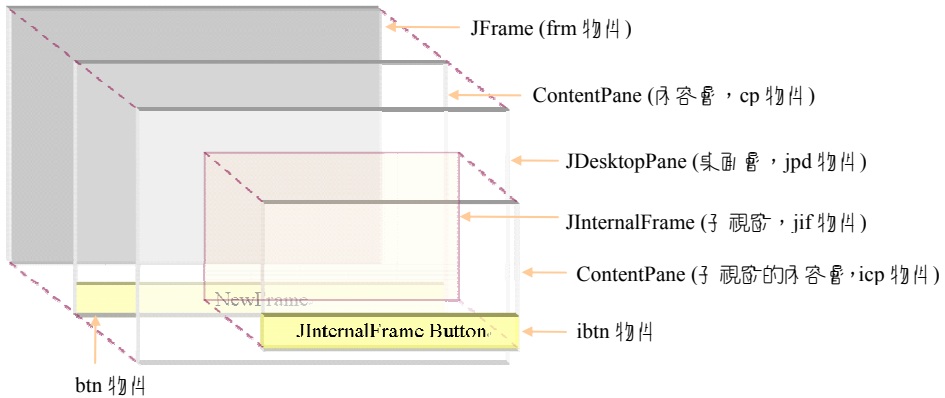 JFrame (frm 物件)
ContentPane (內容層，cp 物件)
JDesktopPane (桌面層，jpd 物件)
JInternalFrame (子視窗，jif 物件)
ContentPane (子視窗的內容層，icp 物件)
NewFrame
JInternalFrame Button
ibtn 物件
btn 物件